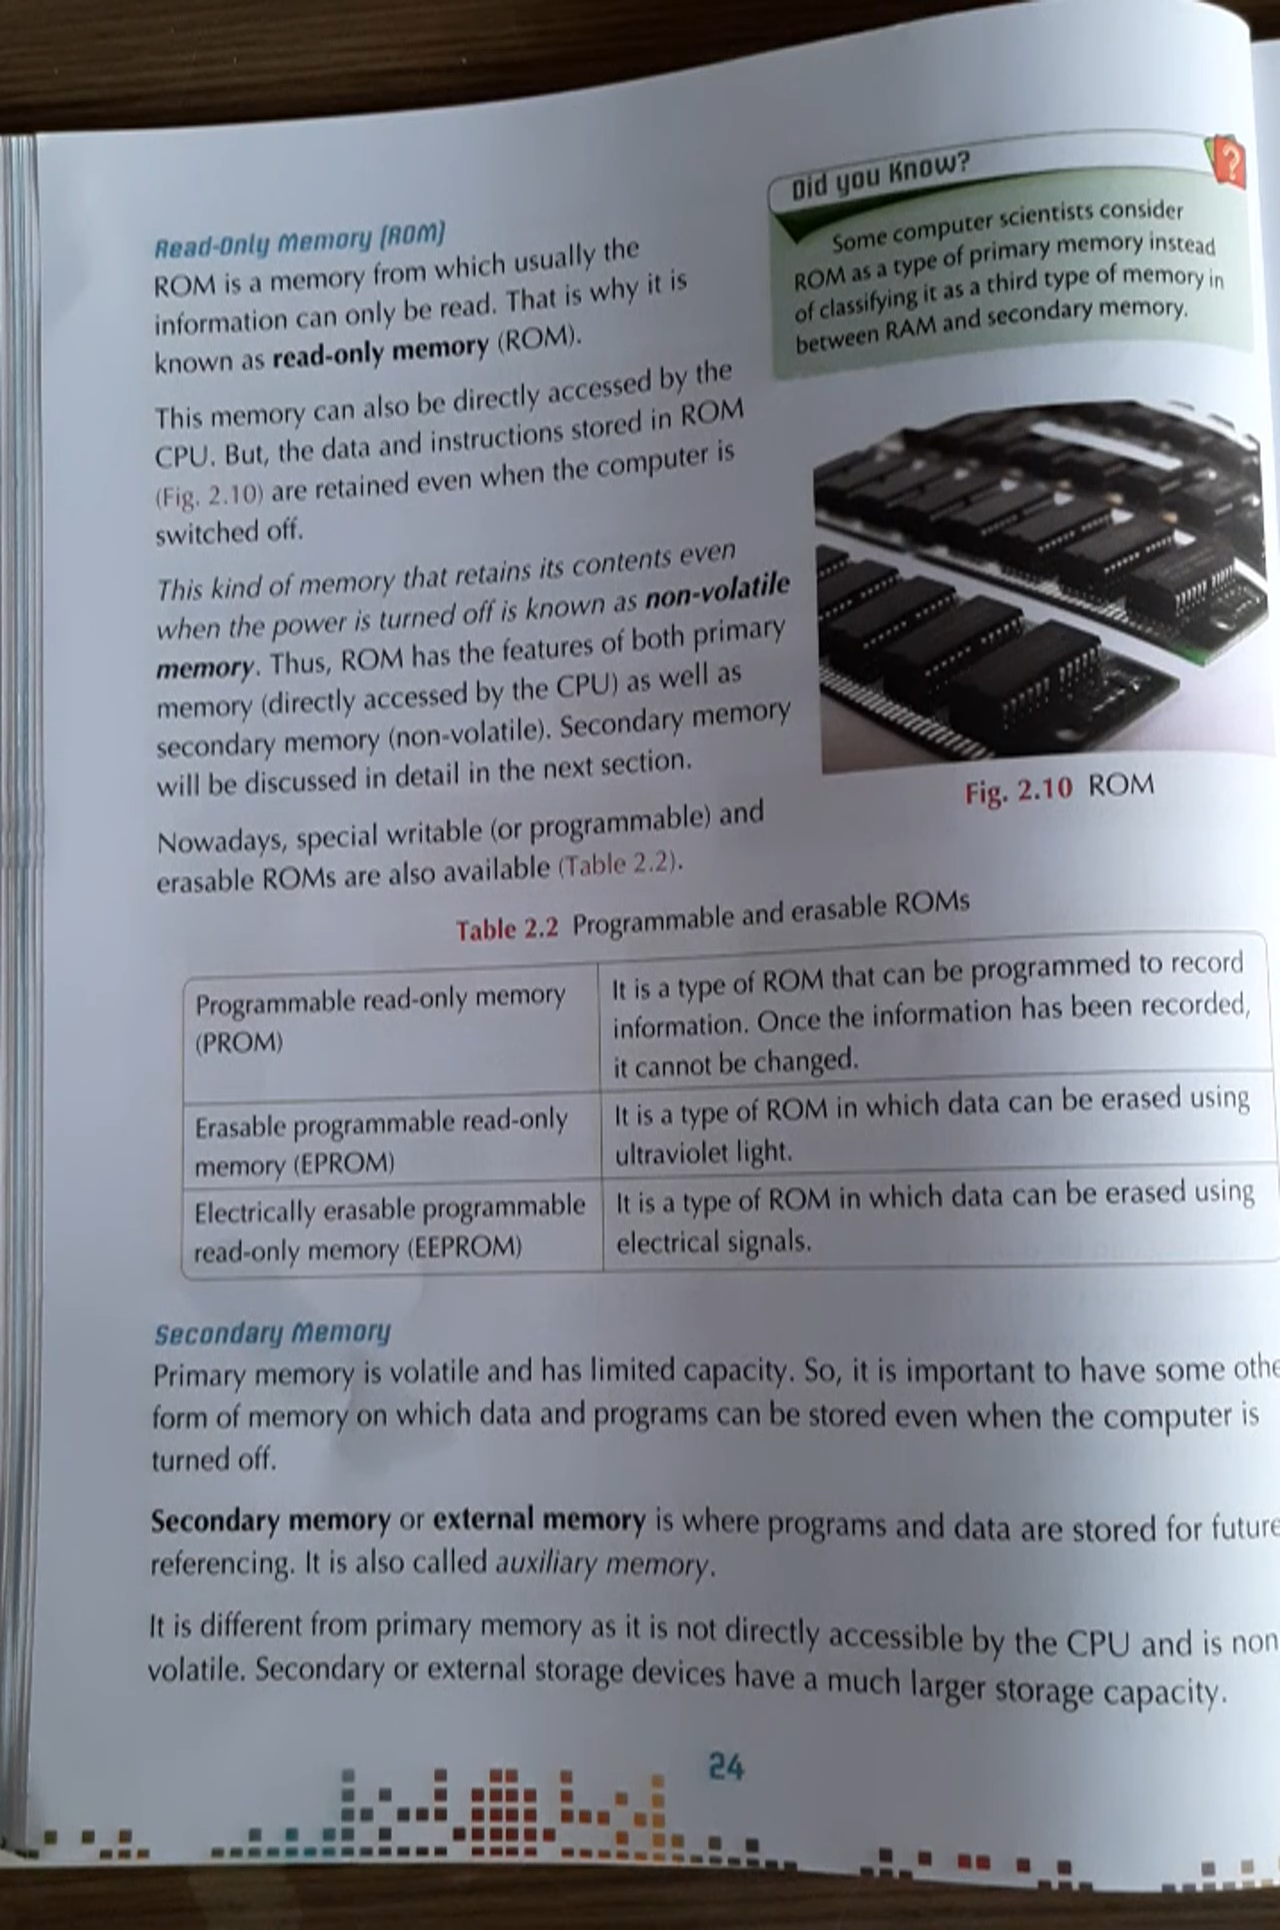 Read-Only Memory (ROM)
ROM is a memory from which usually the
information can only be read. That is why it is
known as read-only memory (ROM).
This memory can also be directly accessed by the
CPU. But, the data and instructions stored in ROM
(Fig. 2.10) are retained even when the computer is
switched off.
This kind of memory that retains its contents even
when the power is turned off is known as non-volatile
memory. Thus, ROM has the features of both primary
memory (directly accessed by the CPU) as well as
secondary memory (non-volatile). Secondary memory
will be discussed in detail in the next section.
Nowadays, special writable (or programmable) and
erasable ROMs are also available (Table 2.2).
Did you Know?
?
Some computer scientists consider
ROM as a type of primary memory instead
of classifying it as a third type of memory in
between RAM and secondary memory.
Fig. 2.10 ROM
Table 2.2 Programmable and erasable ROMs
Programmable read-only memory
(PROM)
It is a type of ROM that can be programmed to record
information. Once the information has been recorded,
it cannot be changed.
Erasable programmable read-only
memory (EPROM)
It is a type of ROM in which data can be erased using
ultraviolet light.
Electrically erasable programmable
read-only memory (EEPROM)
It is a type of ROM in which data can be erased using
electrical signals.
Secondary Memory
Primary memory is volatile and has limited capacity. So, it is important to have some othe
form of memory on which data and programs can be stored even when the computer is
turned off.
Secondary memory or external memory is where programs and data are stored for future
referencing. It is also called auxiliary memory.
It is different from primary memory as it is not directly accessible by the CPU and is non
volatile. Secondary or external storage devices have a much larger storage capacity.
24